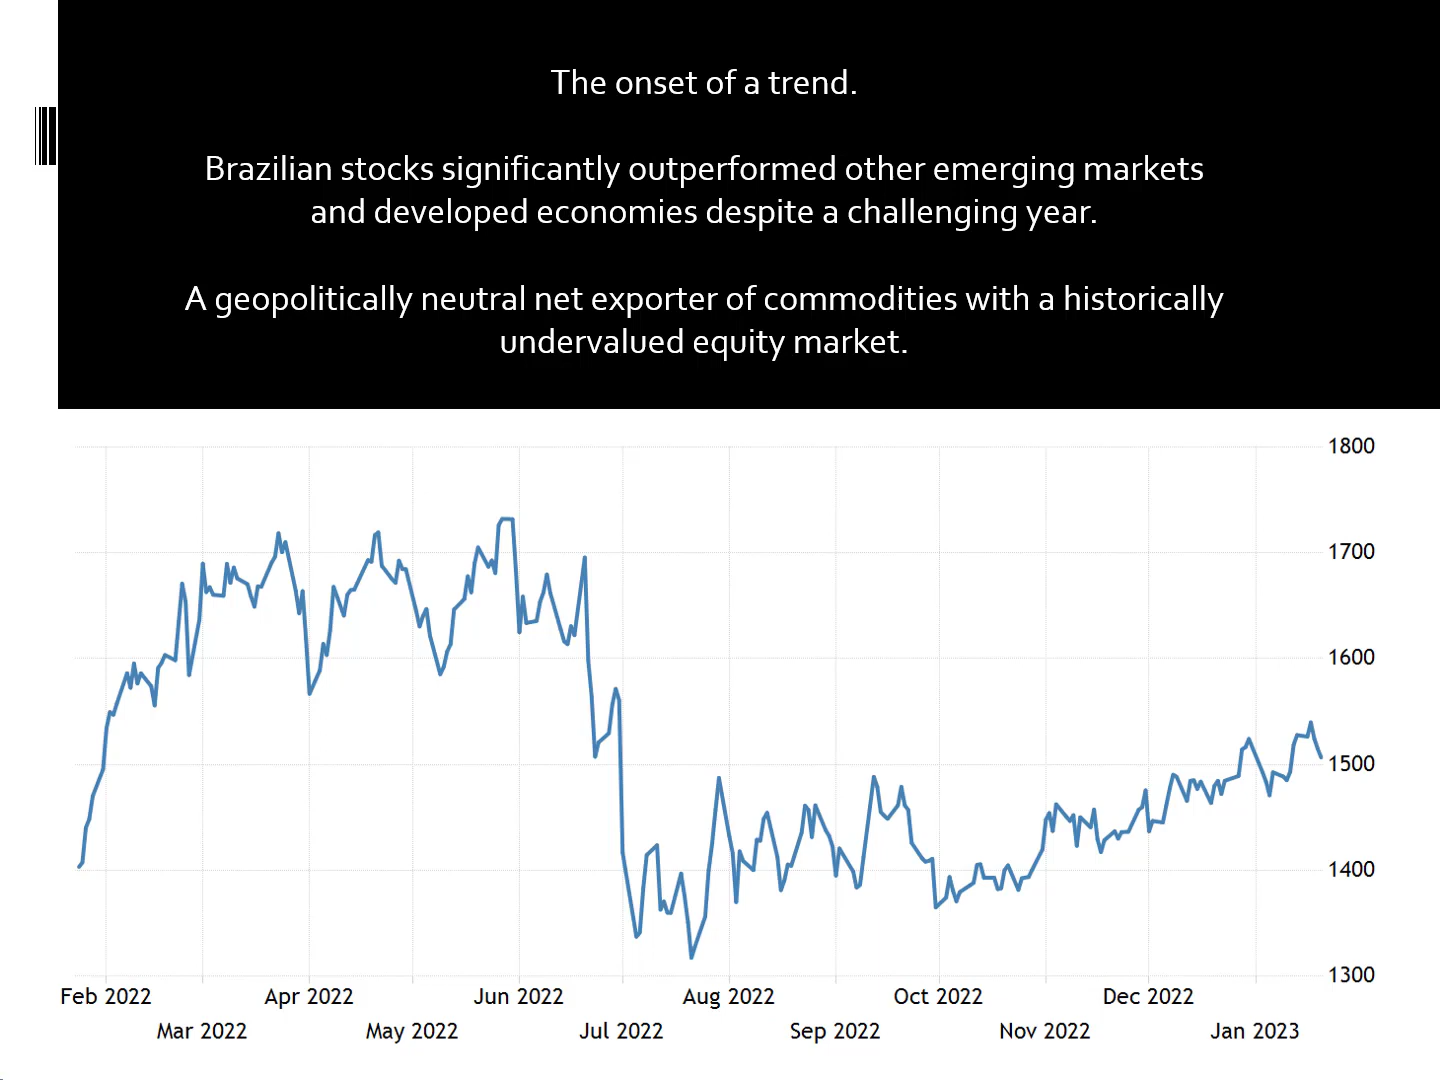 The onset of a trend.
Brazilian stocks significantly outperformed other emerging markets
and developed economies despite a challenging year.
A geopolitically neutral net exporter of commodities with a historically
undervalued equity market.
1800
1700
1600
1500
1400
1300
Feb 2022
Mar 2022
Apr 2022
May 2022
Jun 2022
Jul 2022
Aug 2022
Sep 2022
Oct 2022
Nov 2022
Dec 2022
Jan 2023